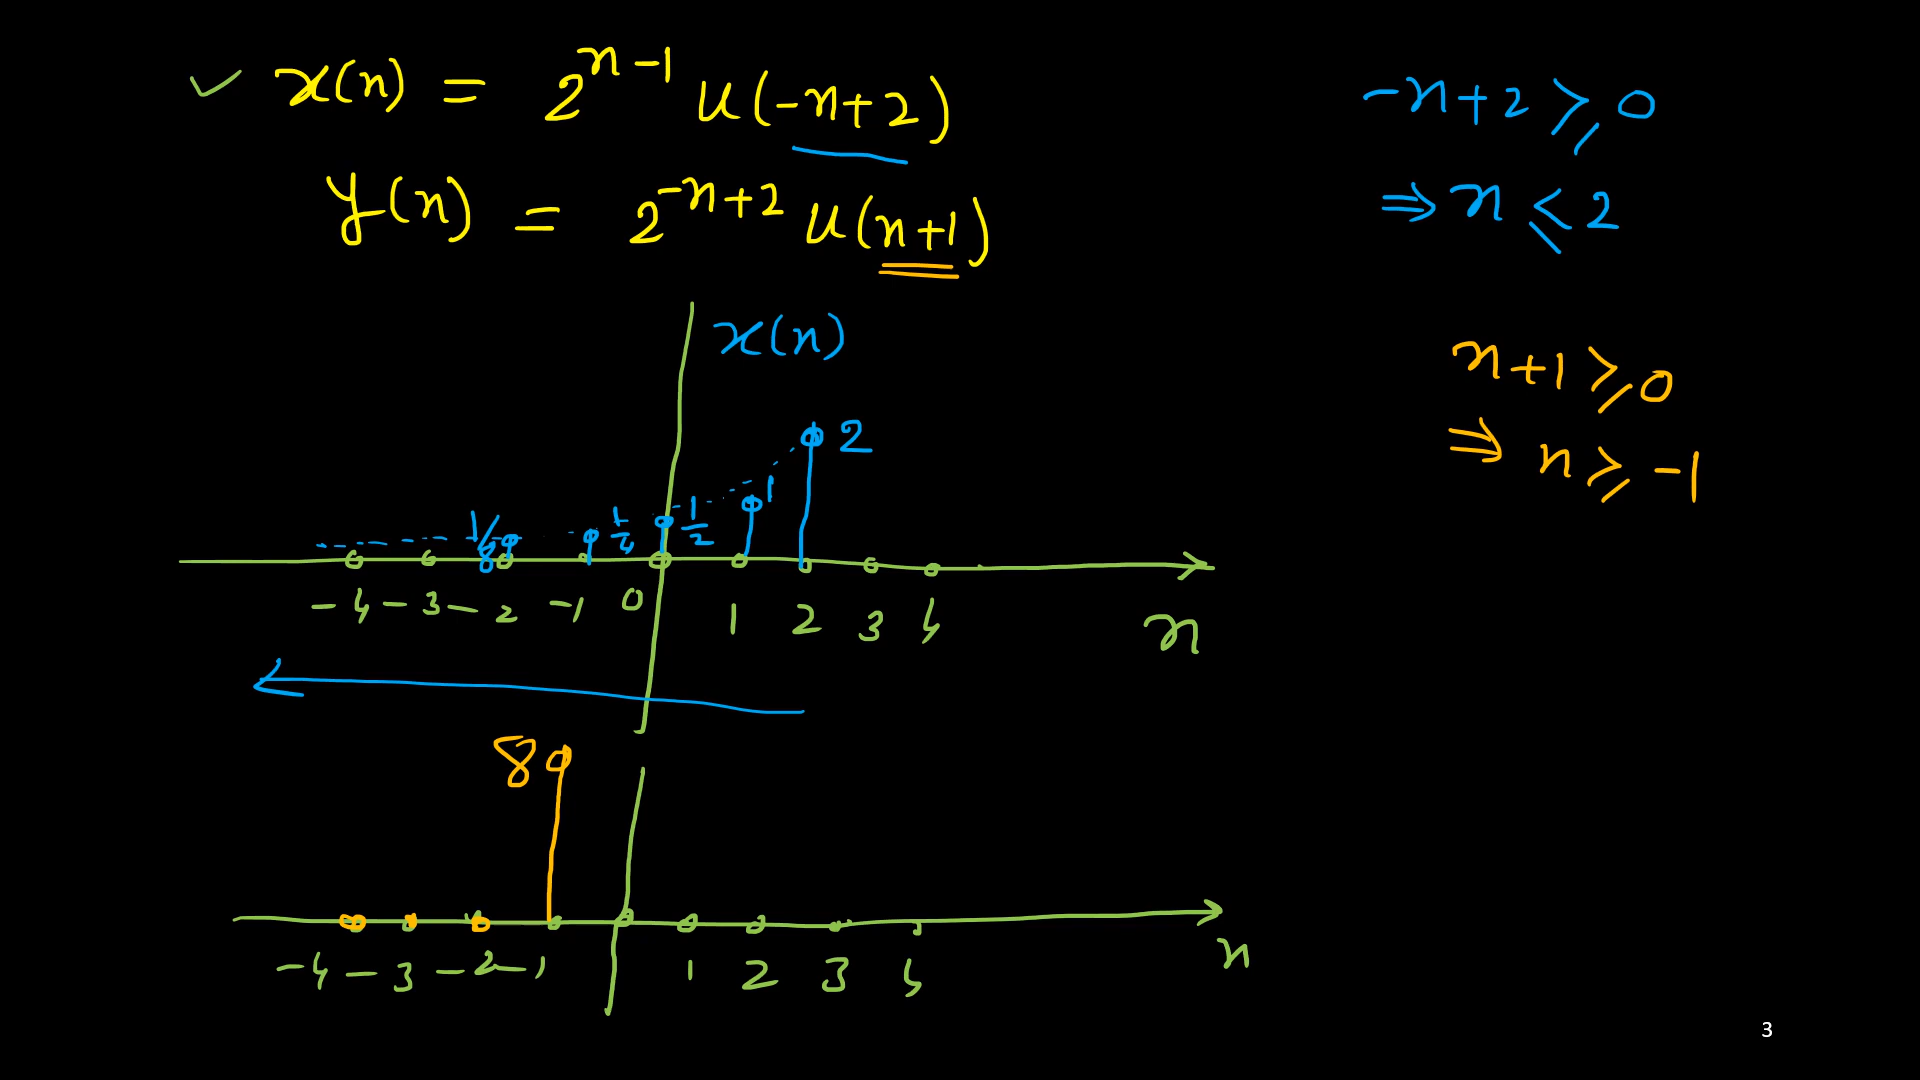 ✓ x(n) = 2^{n-1} u(-n+2)
y(n) = 2^{-n+2} u(n+1)
-n+2 ⩾ 0
⇒ n ⩽ 2
n+1 ⩾ 0
⇒ n ⩾ -1
x(n)
2
1/8 1/4 1/2 1
-4 -3 -2 -1 0 1 2 3 4
n
8
-4 -3 -2 -1 1 2 3 4
n
3